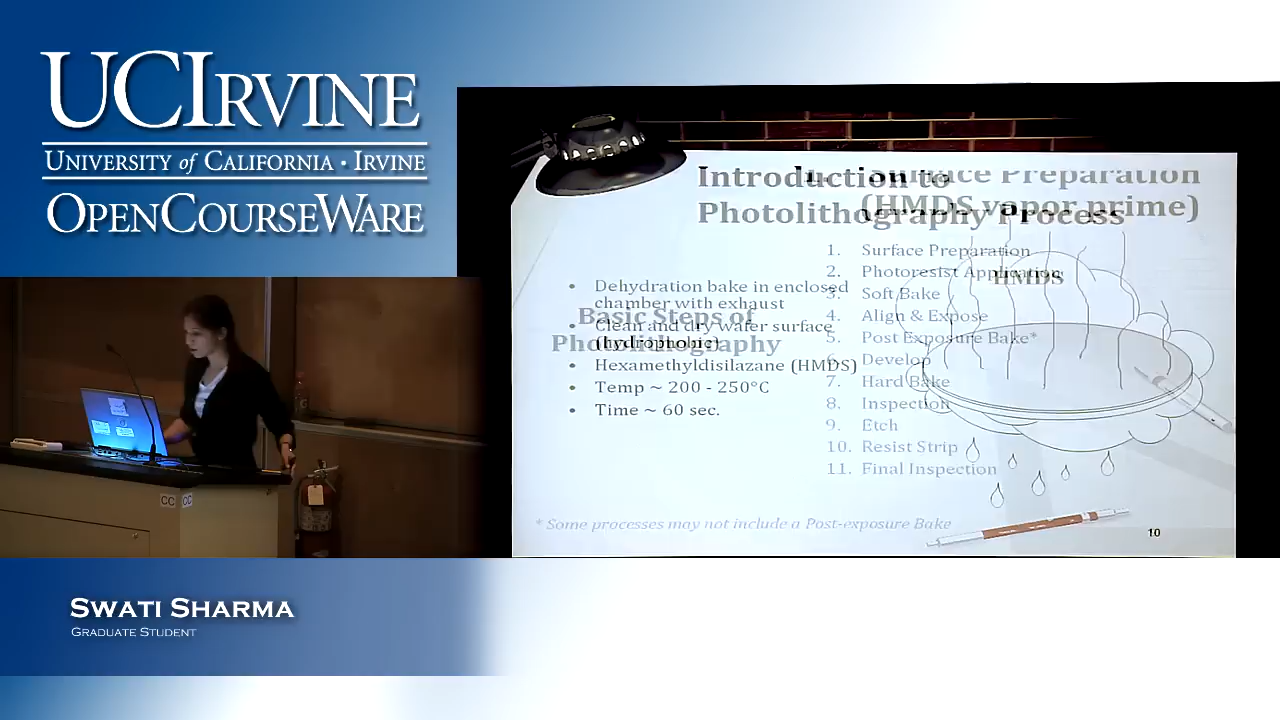 UCIRVINE
UNIVERSITY of CALIFORNIA · IRVINE
OPENCOURSEWARE
Introduction to
Photolithography Process
1. Surface Preparation
(HMDS vapor prime)
Basic Steps of
Photolithography
1. Surface Preparation
2. Photoresist Application
3. Soft Bake
4. Align & Expose
5. Post Exposure Bake*
6. Develop
7. Hard Bake
8. Inspection
9. Etch
10. Resist Strip
11. Final Inspection
* Some processes may not include a Post-exposure Bake
• Dehydration bake in enclosed
chamber with exhaust
• Clean and dry wafer surface
(hydrophobic)
• Hexamethyldisilazane (HMDS)
• Temp ~ 200 - 250°C
• Time ~ 60 sec.
HMDS
10
CC CC
SWATI SHARMA
GRADUATE STUDENT